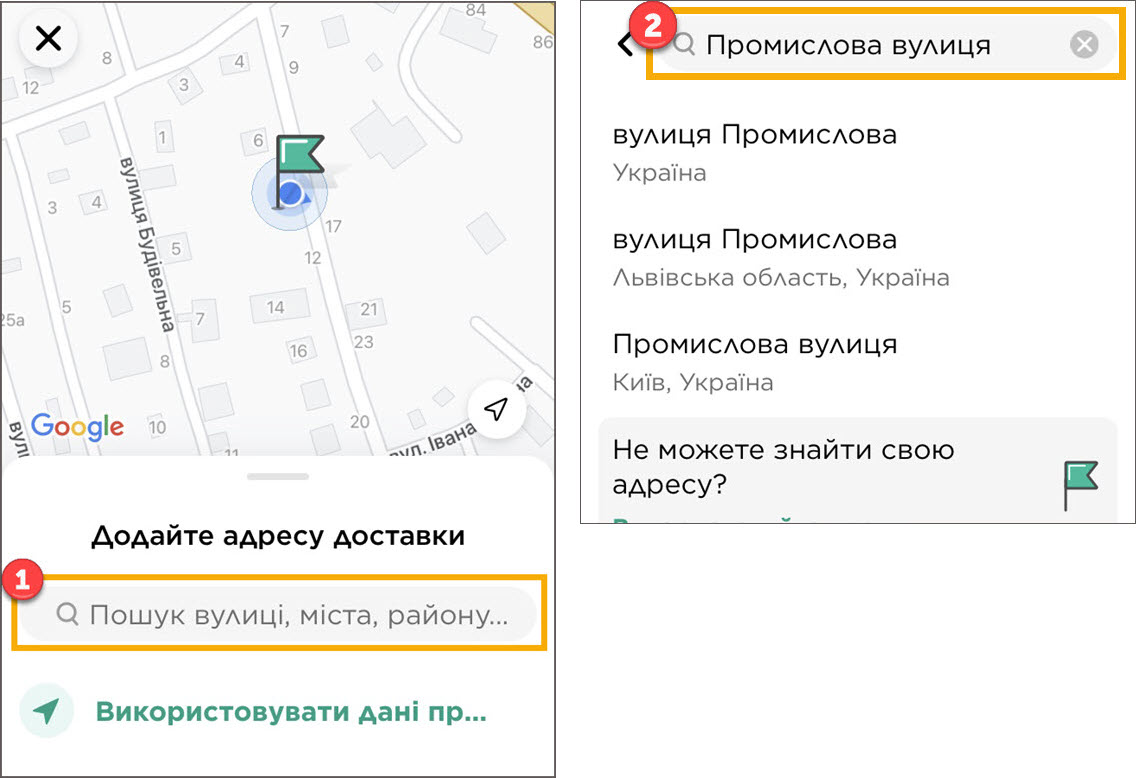 84
86
7
8
4
9
12
3
1
6
вулиця Будівельна
3
4
17
5
12
5
25а
7
14
21
16
23
8
20
Google
10
11
вул. Івана
Додайте адресу доставки
1
Пошук вулиці, міста, району...
Використовувати дані пр...
2
Промислова вулиця
вулиця Промислова
Україна
вулиця Промислова
Львівська область, Україна
Промислова вулиця
Київ, Україна
Не можете знайти свою
адресу?